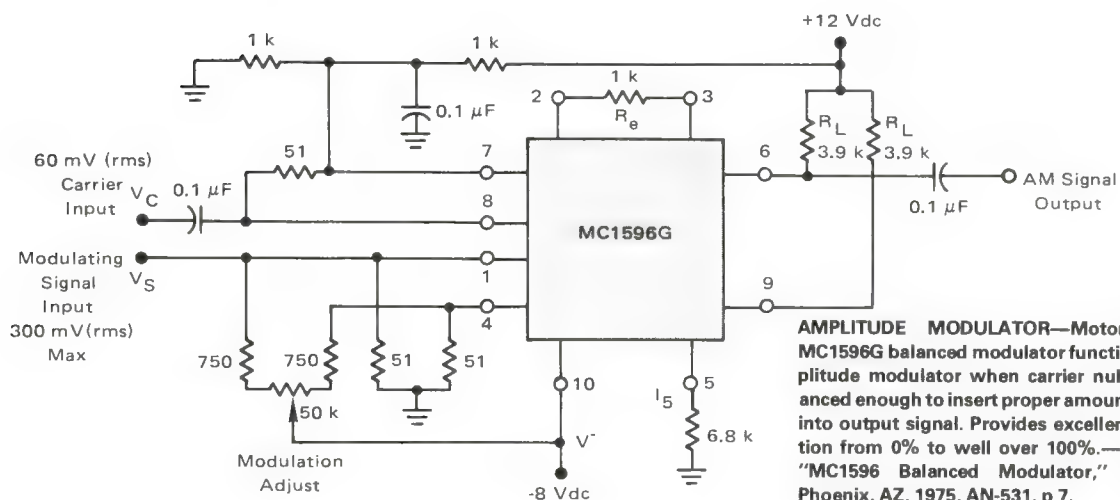 +12 Vdc
1 k
1 k
1 k
2
3
R_e
0.1 µF
R_L
3.9 k
R_L
3.9 k
60 mV (rms)
Carrier
Input
V_C
0.1 µF
51
7
8
6
0.1 µF
AM Signal
Output
MC1596G
Modulating
Signal
Input
300 mV(rms)
Max
V_S
1
4
9
750
750
51
51
50 k
10
5
I_5
6.8 k
V-
Modulation
Adjust
-8 Vdc
AMPLITUDE MODULATOR—Motor
MC1596G balanced modulator functi
plitude modulator when carrier nul
anced enough to insert proper amour
into output signal. Provides exceller
tion from 0% to well over 100%.—
"MC1596 Balanced Modulator,"
Phoenix, AZ, 1975, AN-531, p 7.